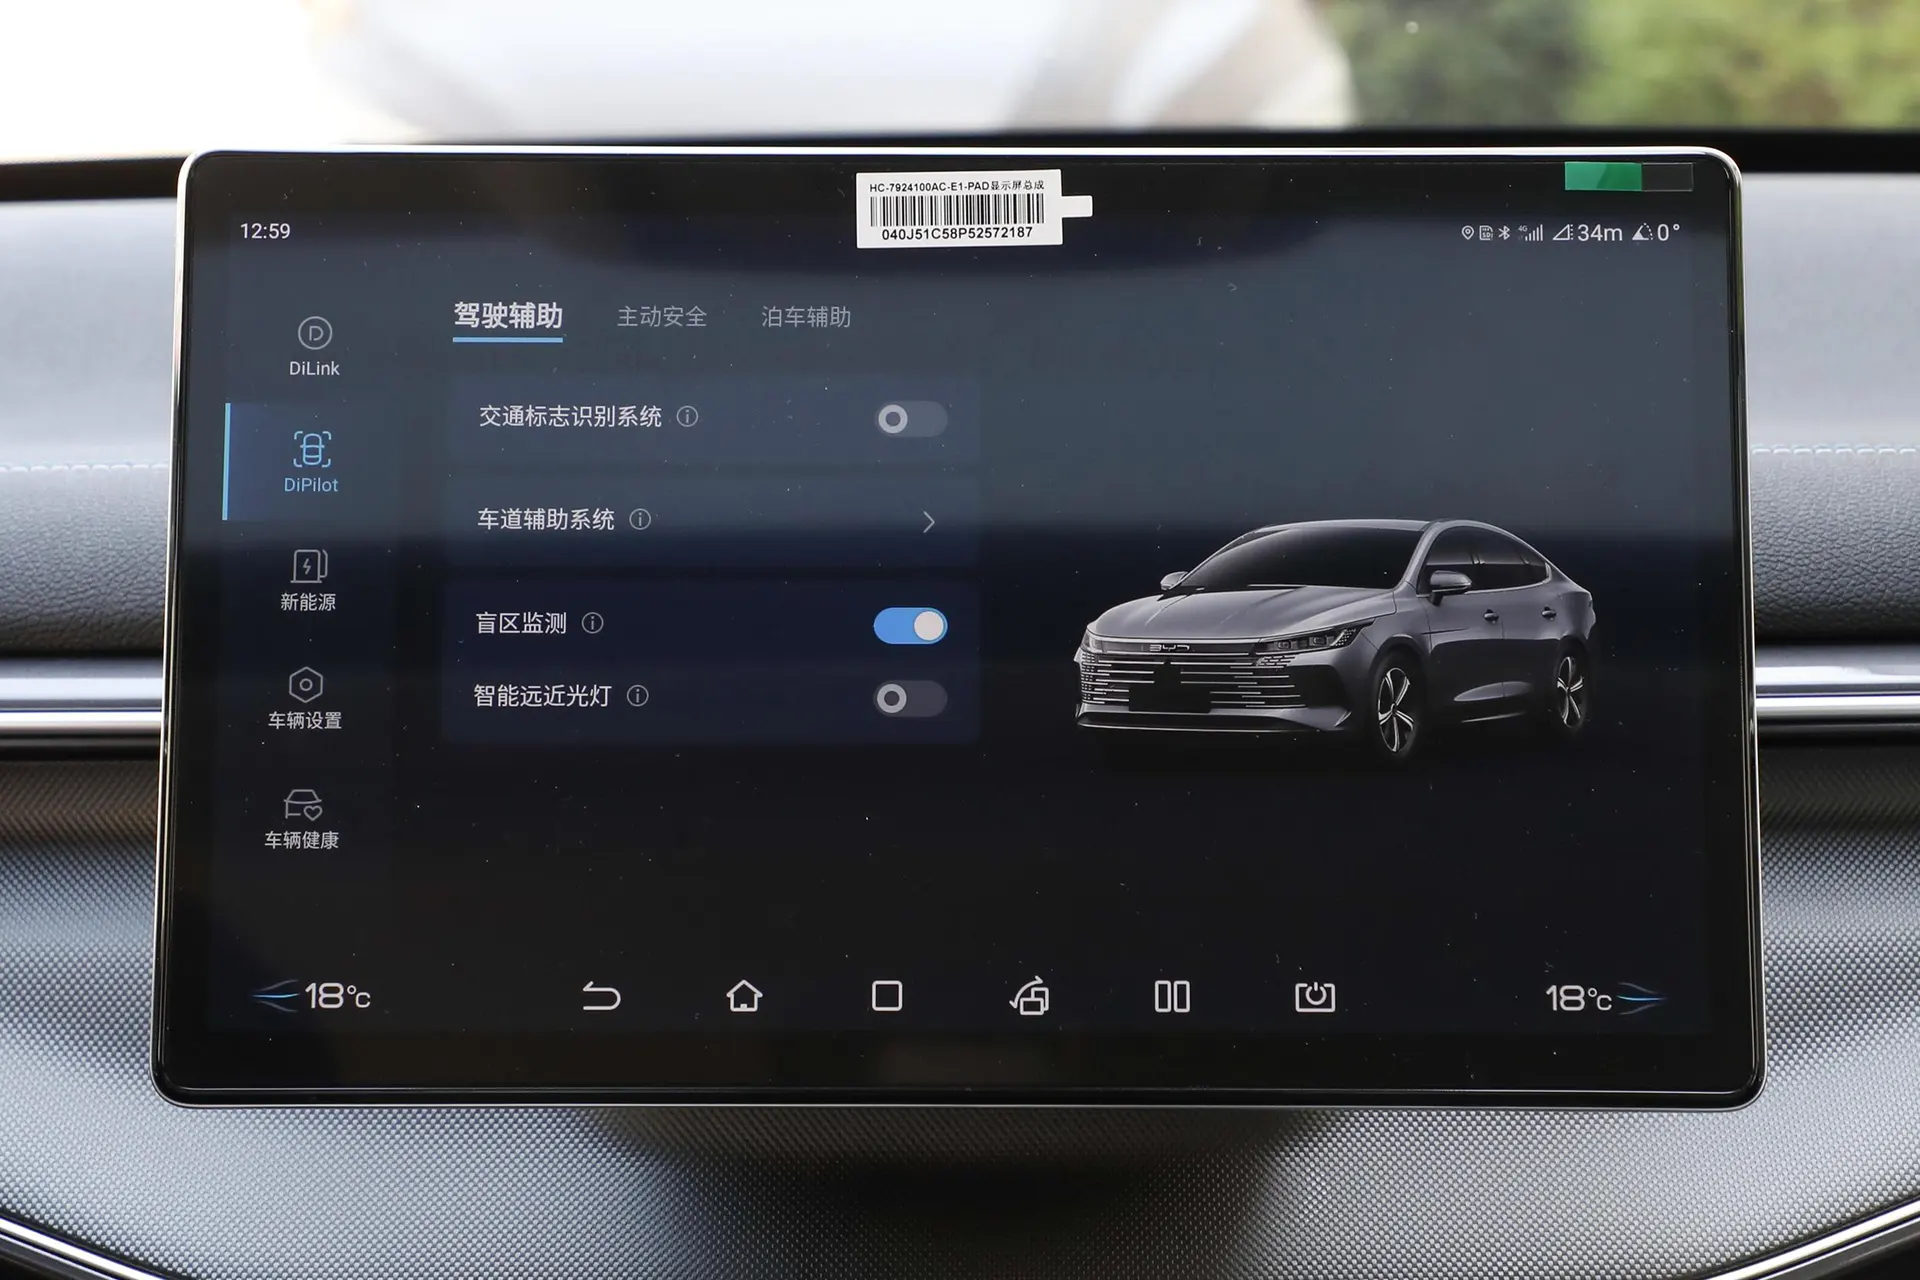 HC-7924100AC-E1-PAD显示屏总成
040J51C58P52572187
12:59
4G
34m
0°
DiLink
DiPilot
新能源
车辆设置
车辆健康
驾驶辅助 主动安全 泊车辅助
交通标志识别系统
车道辅助系统
盲区监测
智能远近光灯
BYD
18°C
18°C